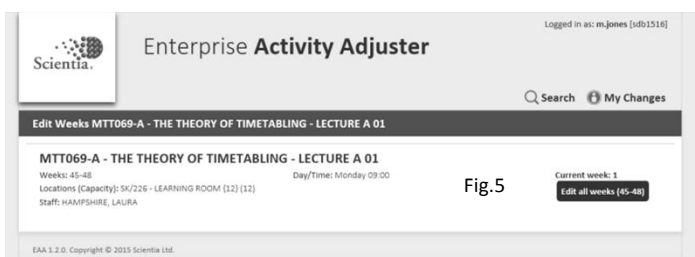 Logged in as: m.jones [sdb1516]
Scientia.
Enterprise Activity Adjuster
Search My Changes
Edit Weeks MTT069-A - THE THEORY OF TIMETABLING - LECTURE A 01
MTT069-A - THE THEORY OF TIMETABLING - LECTURE A 01
Weeks: 45-48 Day/Time: Monday 09:00 Current week: 1
Locations (Capacity): SK/226 - LEARNING ROOM (12) (12) Fig.5 Edit all weeks (45-48)
Staff: HAMPSHIRE, LAURA
EAA 1.2.0. Copyright © 2015 Scientia Ltd.